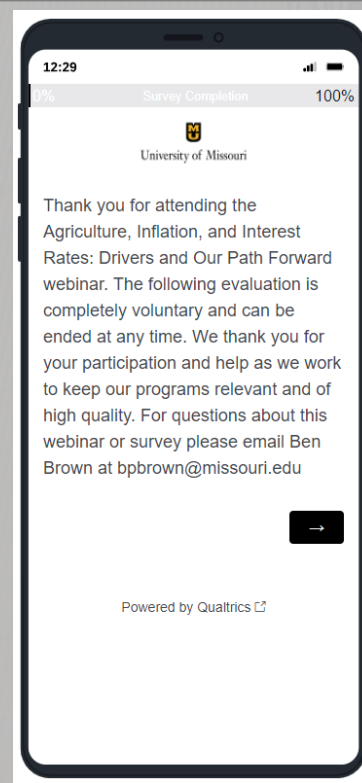 12:29
0% Survey Completion 100%
University of Missouri
Thank you for attending the
Agriculture, Inflation, and Interest
Rates: Drivers and Our Path Forward
webinar. The following evaluation is
completely voluntary and can be
ended at any time. We thank you for
your participation and help as we work
to keep our programs relevant and of
high quality. For questions about this
webinar or survey please email Ben
Brown at bpbrown@missouri.edu
→
Powered by Qualtrics